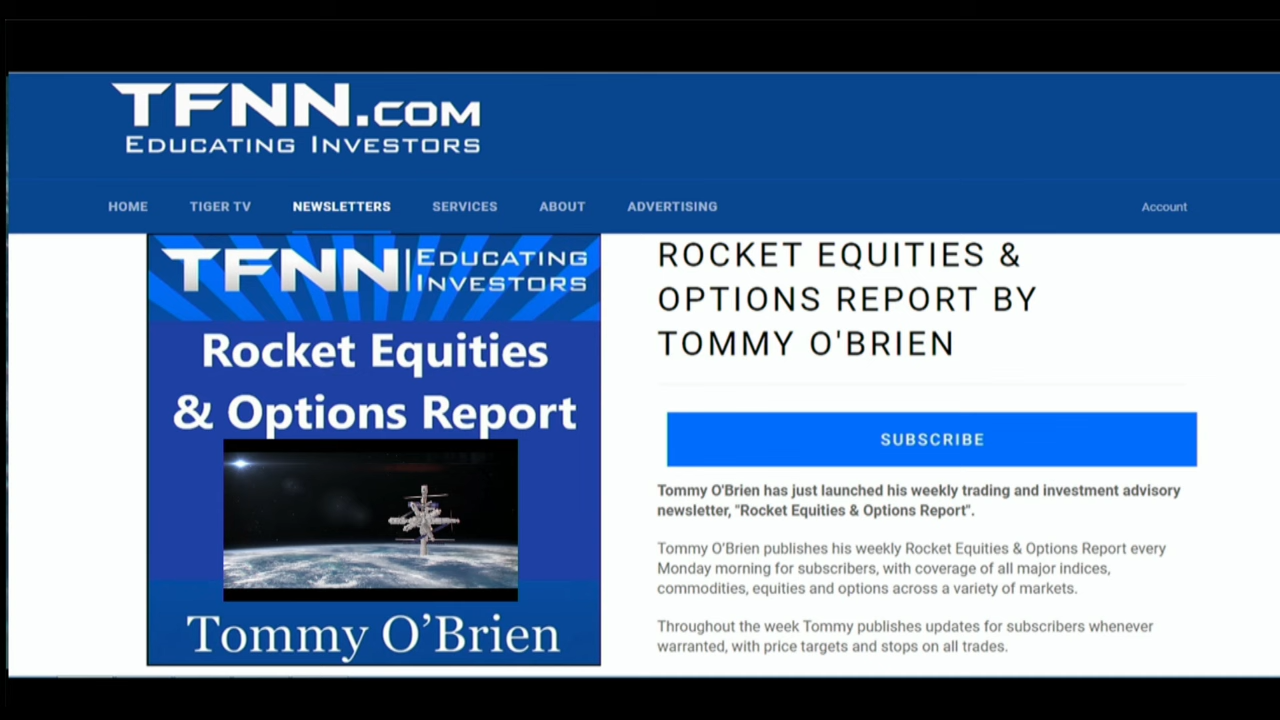 TFNN.COM
EDUCATING INVESTORS
HOME
TIGER TV
NEWSLETTERS
SERVICES
ABOUT
ADVERTISING
Account
TFNN
EDUCATING
INVESTORS
Rocket Equities
& Options Report
Tommy O’Brien
ROCKET EQUITIES &
OPTIONS REPORT BY
TOMMY O'BRIEN
SUBSCRIBE
Tommy O'Brien has just launched his weekly trading and investment advisory
newsletter, "Rocket Equities & Options Report".
Tommy O’Brien publishes his weekly Rocket Equities & Options Report every
Monday morning for subscribers, with coverage of all major indices,
commodities, equities and options across a variety of markets.
Throughout the week Tommy publishes updates for subscribers whenever
warranted, with price targets and stops on all trades.